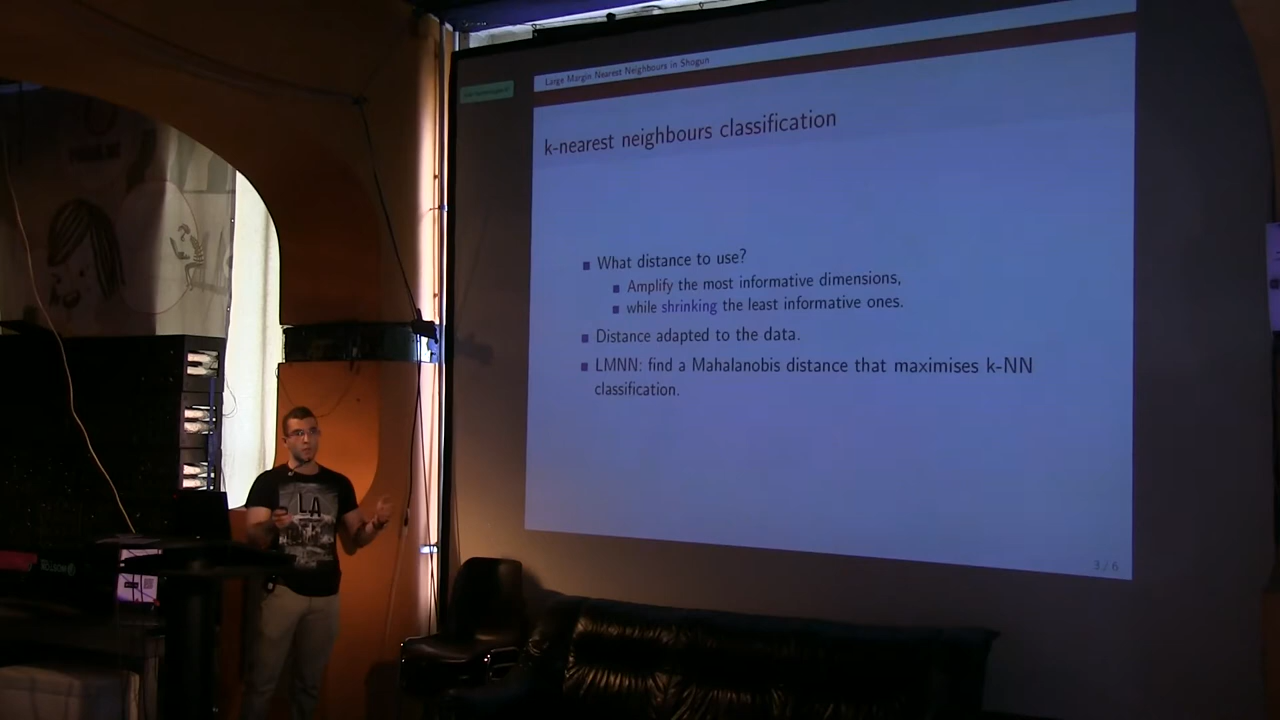 Large Margin Nearest Neighbours in Shogun
k-nearest neighbours classification
What distance to use?
Amplify the most informative dimensions,
while shrinking the least informative ones.
Distance adapted to the data.
LMNN: find a Mahalanobis distance that maximises k-NN
classification.
3 / 6
LA